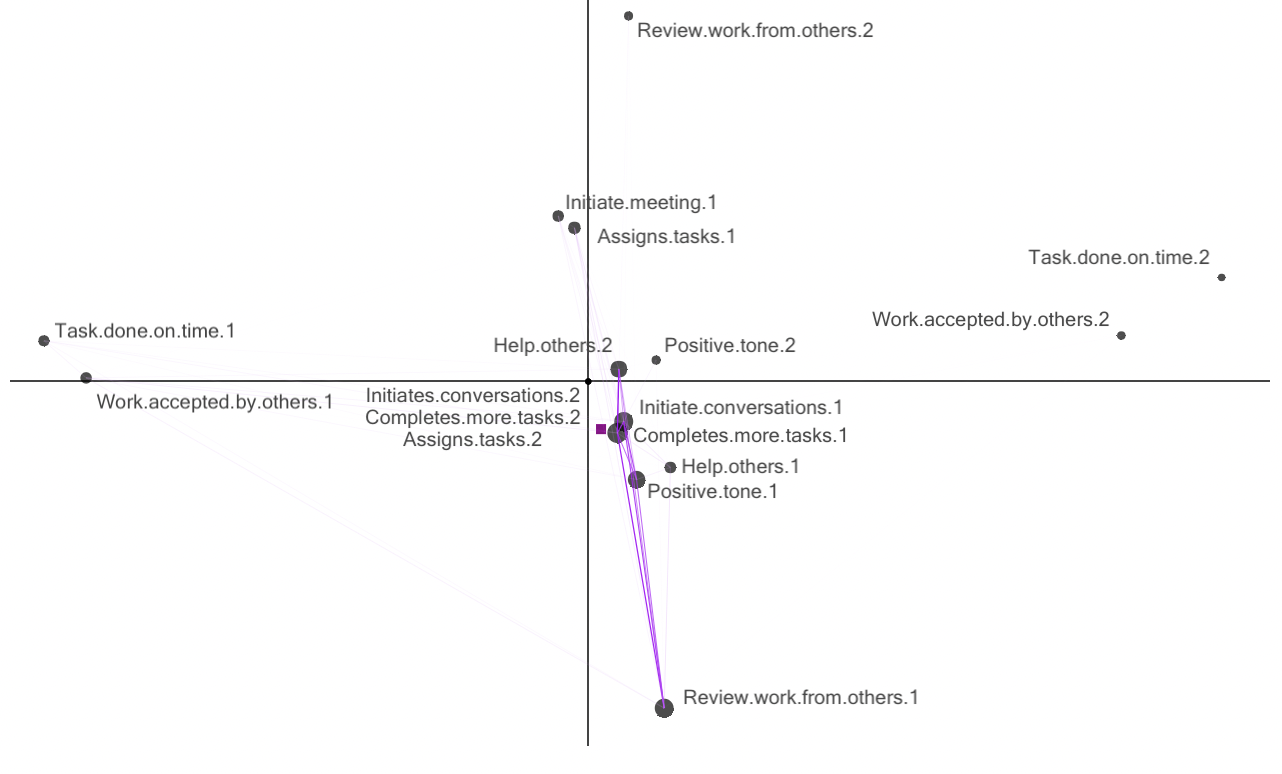 Review.work.from.others.2
Initiate.meeting.1
Assigns.tasks.1
Task.done.on.time.2
Work.accepted.by.others.2
Task.done.on.time.1
Help.others.2
Positive.tone.2
Work.accepted.by.others.1
Initiates.conversations.2
Initiate.conversations.1
Completes.more.tasks.2
Completes.more.tasks.1
Assigns.tasks.2
Help.others.1
Positive.tone.1
Review.work.from.others.1